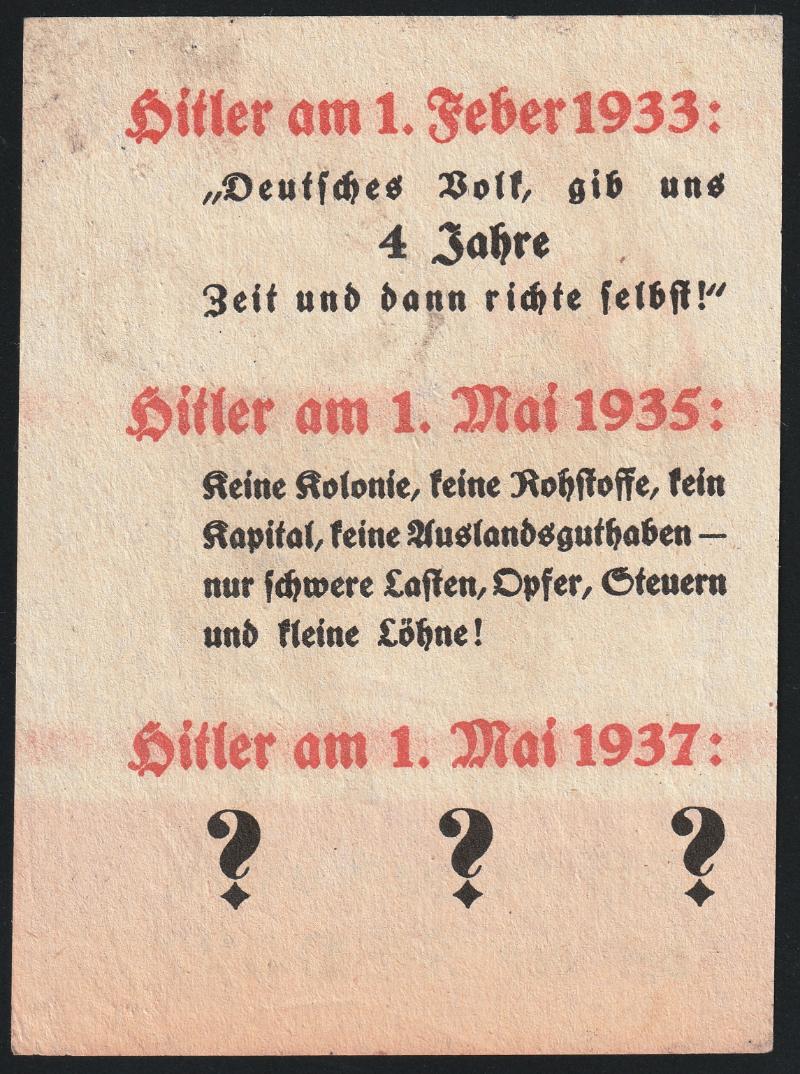 Hitler am 1. Feber 1933:
„Deutsches Volk, gib uns
4 Jahre
Zeit und dann richte selbst!“
Hitler am 1. Mai 1935:
Keine Kolonie, keine Rohstoffe, kein
Kapital, keine Auslandsguthaben —
nur schwere Lasten, Opfer, Steuern
und kleine Löhne!
Hitler am 1. Mai 1937:
? ? ?